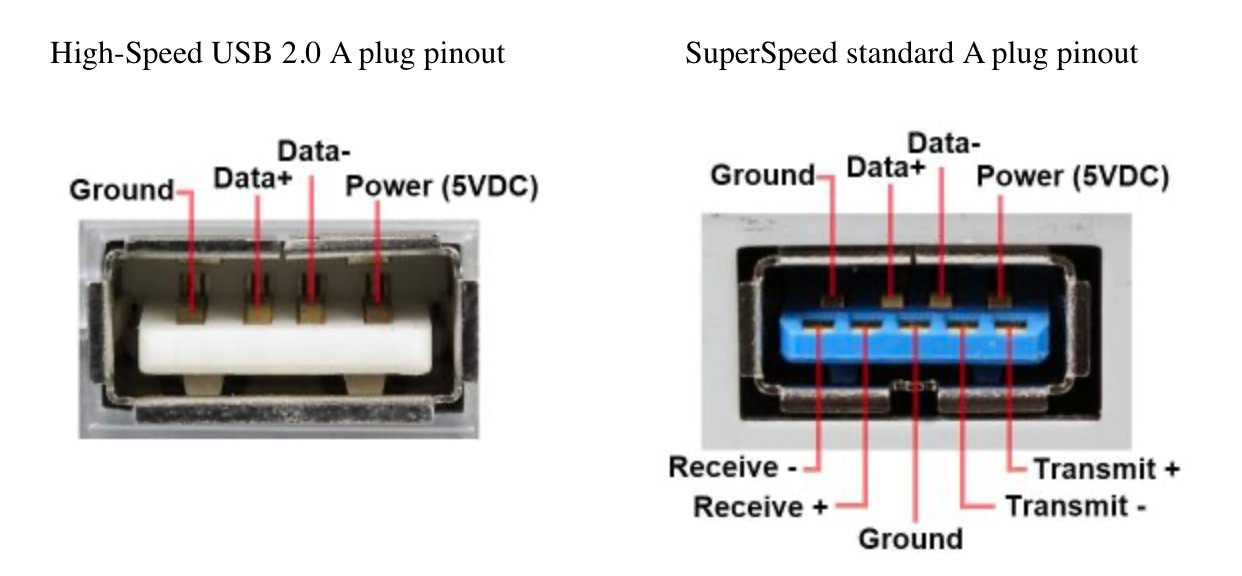 High-Speed USB 2.0 A plug pinout
Data-
Data+
Ground
Power (5VDC)
SuperSpeed standard A plug pinout
Data-
Data+
Ground
Power (5VDC)
Receive -
Transmit +
Receive +
Transmit -
Ground